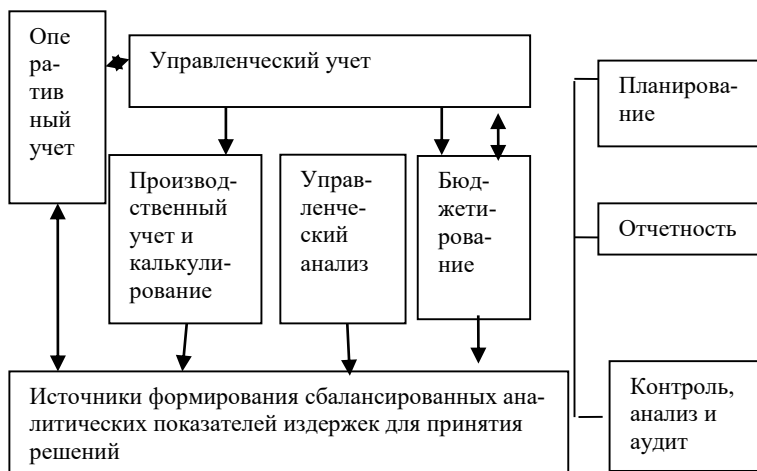 Опе
ра-
тив
ный
учет
Управленческий учет
Планирова-
ние
Производ-
ственный
учет и
калькули-
рование
Управ-
ленче-
ский
анализ
Бюд-
жети-
рова-
ние
Отчетность
Источники формирования сбалансированных ана-
литических показателей издержек для принятия
решений
Контроль,
анализ и
аудит